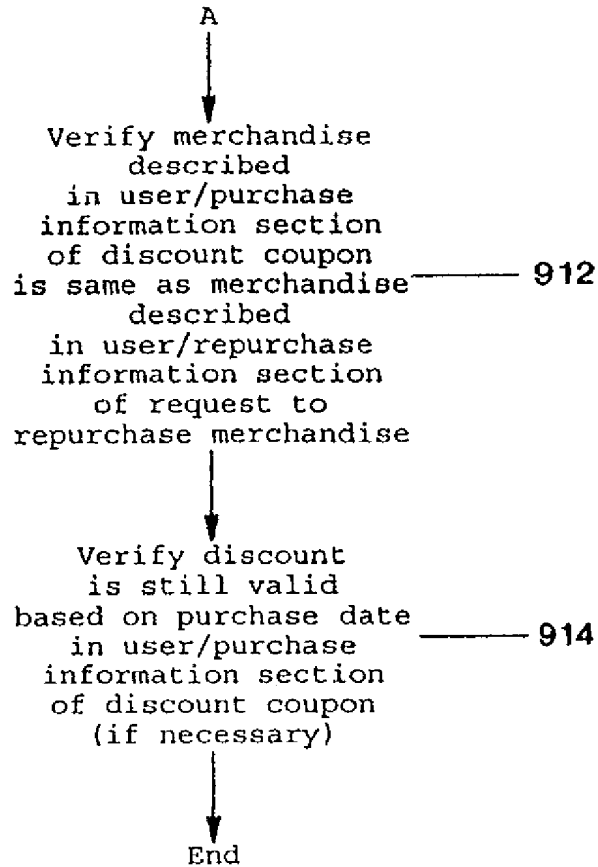 A
Verify merchandise
described
in user/purchase
information section
of discount coupon
is same as merchandise
912
described
in user/repurchase
information section
of request to
repurchase merchandise
Verify discount
is still valid
based on purchase date
in user/purchase
914
information section
of discount coupon
(if necessary)
End